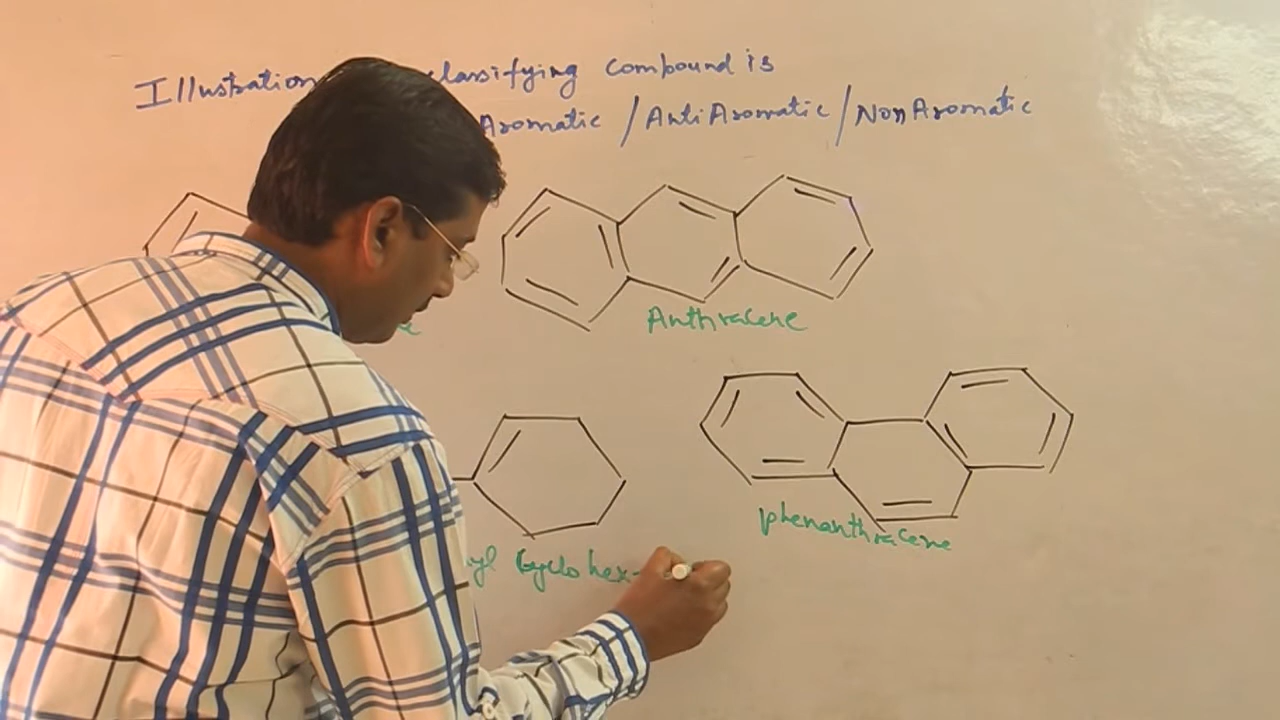 Illustration classifying compound is
Aromatic / AntiAromatic / NonAromatic
Anthracene
phenanthracene
Cyclo hex-